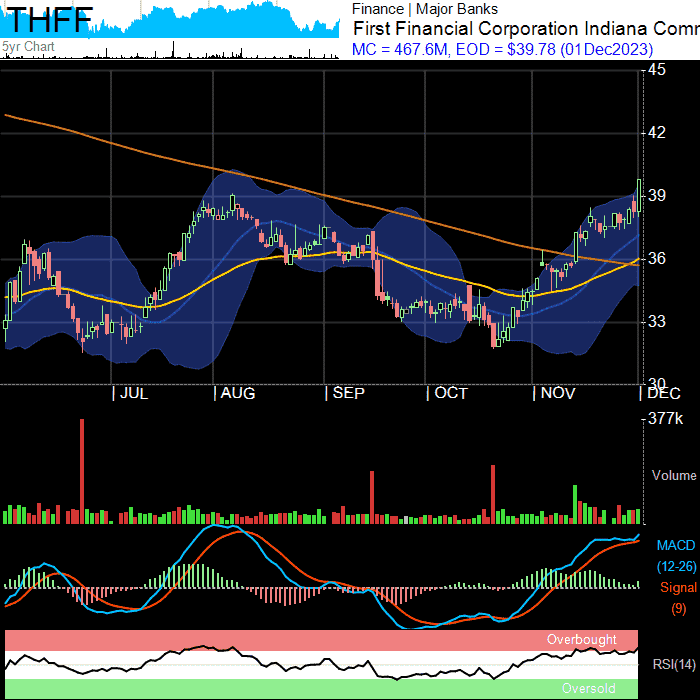 THFF
5yr Chart
Finance | Major Banks
First Financial Corporation Indiana Comm
MC = 467.6M, EOD = $39.78 (01Dec2023)
45
42
39
36
33
30
| JUL | AUG | SEP | OCT | NOV | DEC
377k
Volume
MACD
(12-26)
Signal
(9)
Overbought
RSI(14)
Oversold